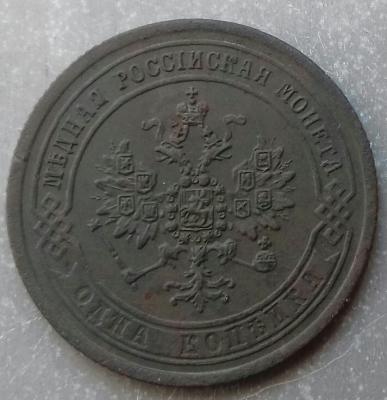 МѢДНАЯ РОССІЙСКАЯ МОНЕТА
ОДНА КОПѢЙКА